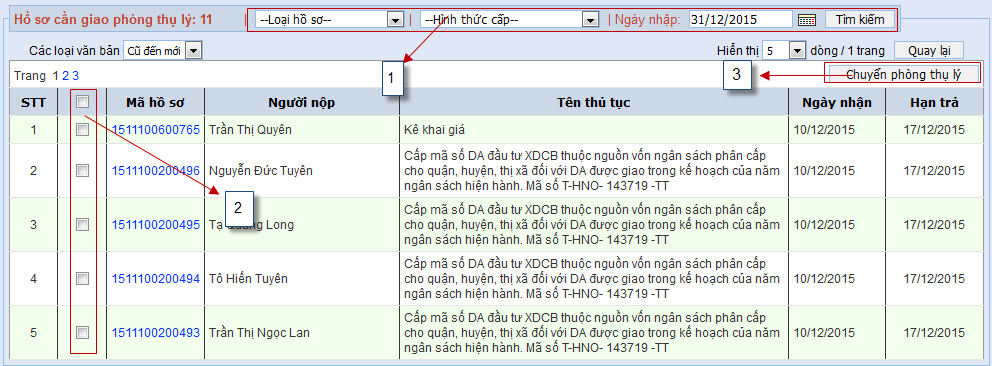 Hồ sơ cần giao phòng thụ lý: 11 | --Loại hồ sơ-- | --Hình thức cấp-- | Ngày nhập: 31/12/2015 Tìm kiếm
Các loại văn bản Cũ đến mới Hiển thị 5 dòng / 1 trang Quay lại
1 3
Trang 1 2 3 Chuyển phòng thụ lý
STT Mã hồ sơ Người nộp Tên thủ tục Ngày nhận Hạn trả
1 1511100600765 Trần Thị Quyên Kê khai giá 10/12/2015 17/12/2015
2 1511100200496 Nguyễn Đức Tuyên Cấp mã số DA đầu tư XDCB thuộc nguồn vốn ngân sách phân cấp
cho quận, huyện, thị xã đối với DA được giao trong kế hoạch của năm
ngân sách hiện hành. Mã số T-HNO- 143719 -TT 10/12/2015 17/12/2015
2
3 1511100200495 Tạ Long Cấp mã số DA đầu tư XDCB thuộc nguồn vốn ngân sách phân cấp
cho quận, huyện, thị xã đối với DA được giao trong kế hoạch của năm
ngân sách hiện hành. Mã số T-HNO- 143719 -TT 10/12/2015 17/12/2015
4 1511100200494 Tô Hiến Tuyên Cấp mã số DA đầu tư XDCB thuộc nguồn vốn ngân sách phân cấp
cho quận, huyện, thị xã đối với DA được giao trong kế hoạch của năm
ngân sách hiện hành. Mã số T-HNO- 143719 -TT 10/12/2015 17/12/2015
5 1511100200493 Trần Thị Ngọc Lan Cấp mã số DA đầu tư XDCB thuộc nguồn vốn ngân sách phân cấp
cho quận, huyện, thị xã đối với DA được giao trong kế hoạch của năm
ngân sách hiện hành. Mã số T-HNO- 143719 -TT 10/12/2015 17/12/2015